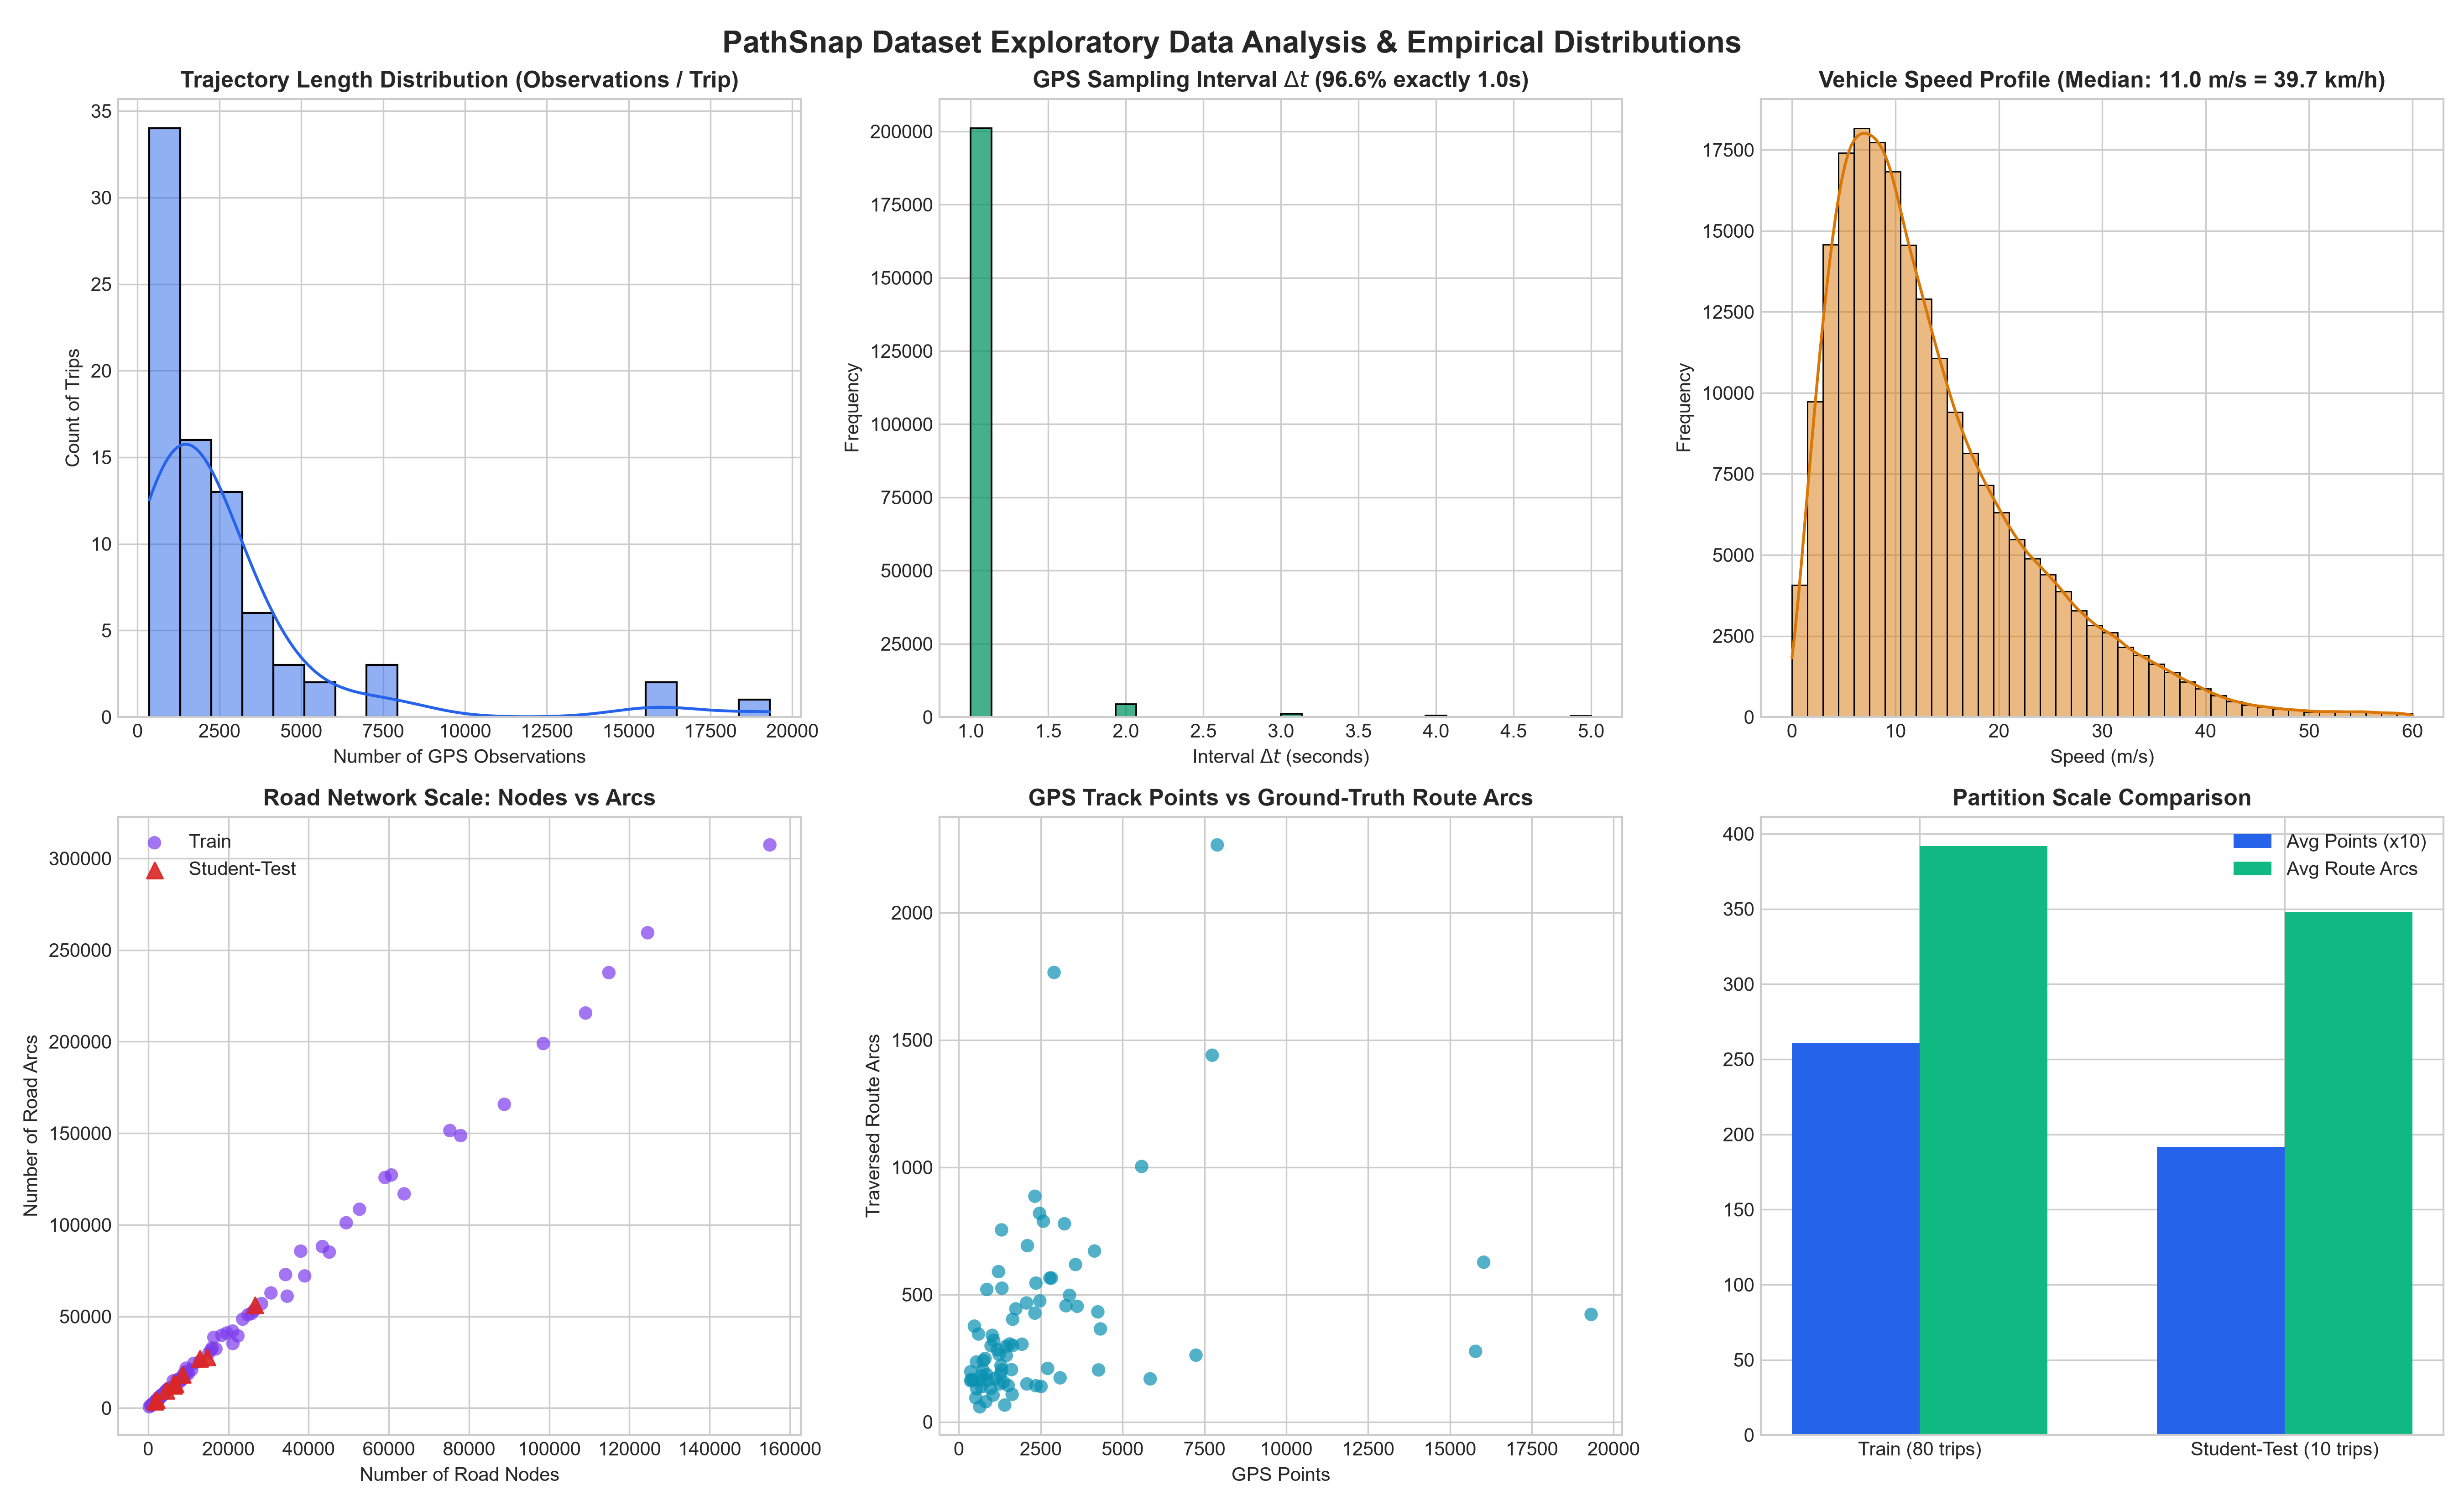 PathSnap Dataset Exploratory Data Analysis & Empirical Distributions
Trajectory Length Distribution (Observations / Trip)
35
30
25
20
15
10
5
0
Count of Trips
0 2500 5000 7500 10000 12500 15000 17500 20000
Number of GPS Observations
GPS Sampling Interval Δt (96.6% exactly 1.0s)
200000
175000
150000
125000
100000
75000
50000
25000
0
Frequency
1.0 1.5 2.0 2.5 3.0 3.5 4.0 4.5 5.0
Interval Δt (seconds)
Vehicle Speed Profile (Median: 11.0 m/s = 39.7 km/h)
17500
15000
12500
10000
7500
5000
2500
0
Frequency
0 10 20 30 40 50 60
Speed (m/s)
Road Network Scale: Nodes vs Arcs
Train
Student-Test
300000
250000
200000
150000
100000
50000
0
Number of Road Arcs
0 20000 40000 60000 80000 100000 120000 140000 160000
Number of Road Nodes
GPS Track Points vs Ground-Truth Route Arcs
2000
1500
1000
500
0
Traversed Route Arcs
0 2500 5000 7500 10000 12500 15000 17500 20000
GPS Points
Partition Scale Comparison
Avg Points (x10)
Avg Route Arcs
400
350
300
250
200
150
100
50
0
Train (80 trips) Student-Test (10 trips)